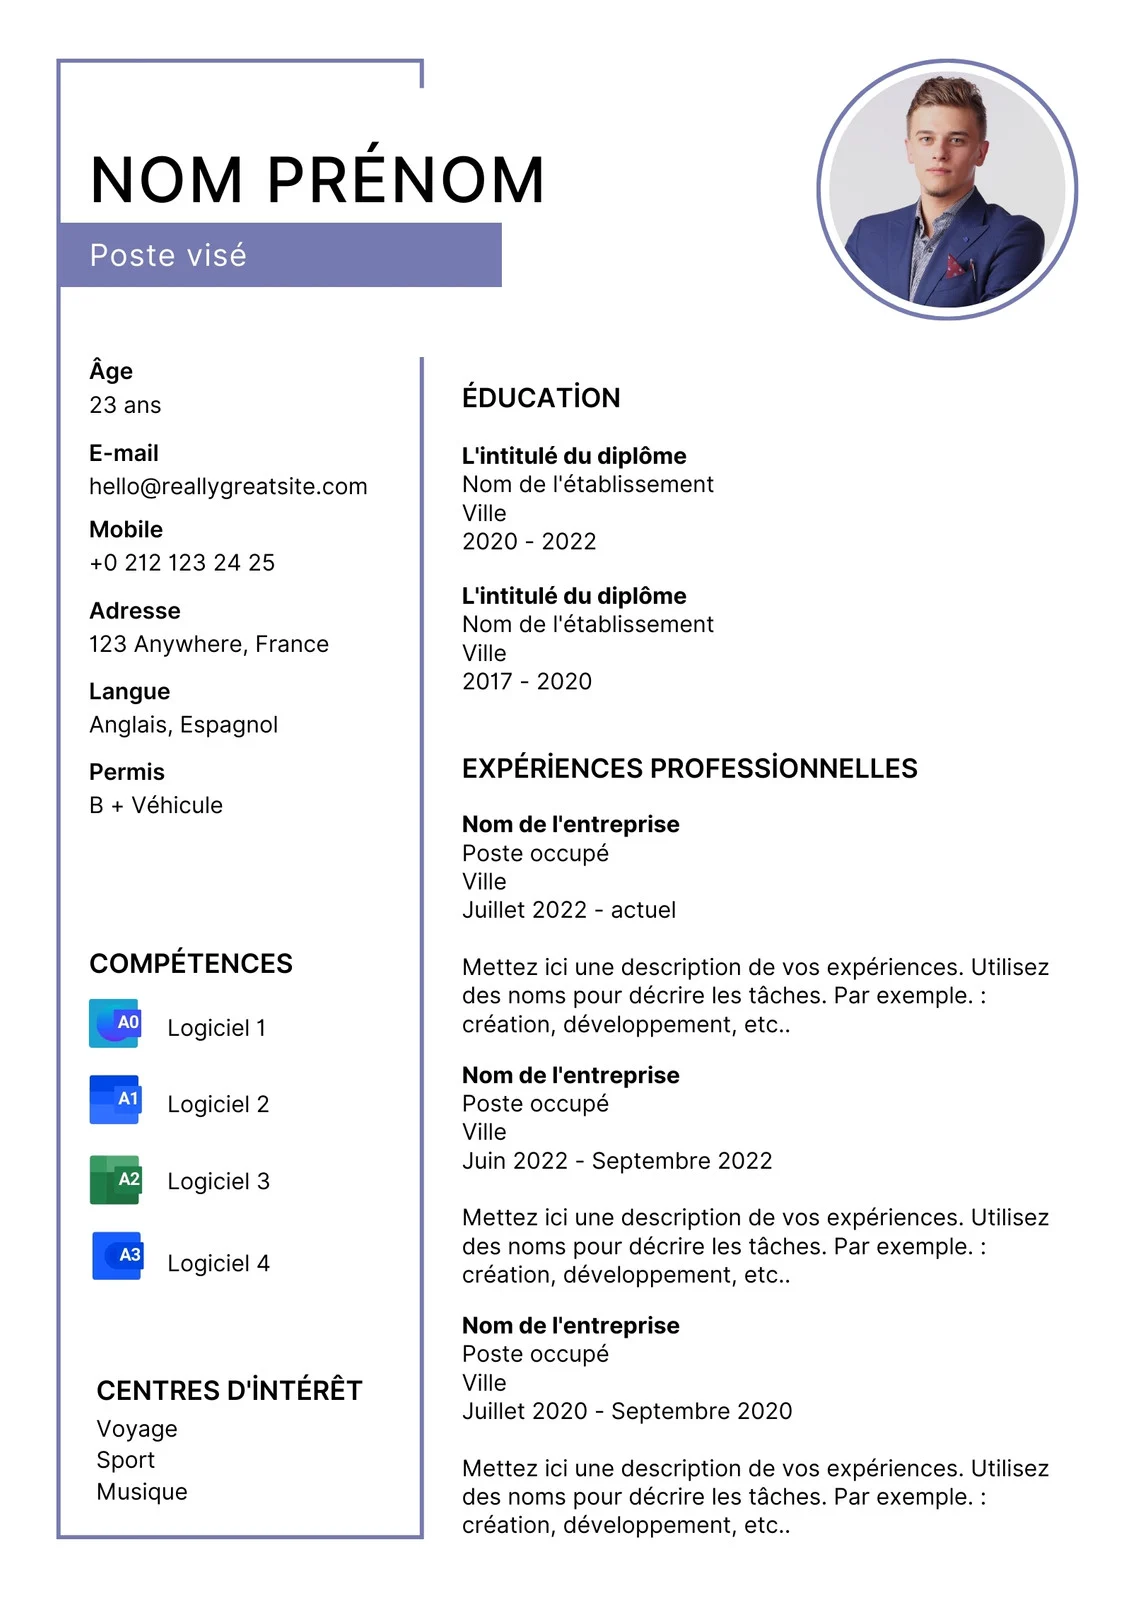 NOM PRÉNOM
Poste visé
Âge
23 ans
E-mail
hello@reallygreatsite.com
Mobile
+0 212 123 24 25
Adresse
123 Anywhere, France
Langue
Anglais, Espagnol
Permis
B + Véhicule
COMPÉTENCES
A0 Logiciel 1
A1 Logiciel 2
A2 Logiciel 3
A3 Logiciel 4
CENTRES D'İNTÉRÊT
Voyage
Sport
Musique
ÉDUCATİON
L'intitulé du diplôme
Nom de l'établissement
Ville
2020 - 2022
L'intitulé du diplôme
Nom de l'établissement
Ville
2017 - 2020
EXPÉRİENCES PROFESSİONNELLES
Nom de l'entreprise
Poste occupé
Ville
Juillet 2022 - actuel
Mettez ici une description de vos expériences. Utilisez
des noms pour décrire les tâches. Par exemple. :
création, développement, etc..
Nom de l'entreprise
Poste occupé
Ville
Juin 2022 - Septembre 2022
Mettez ici une description de vos expériences. Utilisez
des noms pour décrire les tâches. Par exemple. :
création, développement, etc..
Nom de l'entreprise
Poste occupé
Ville
Juillet 2020 - Septembre 2020
Mettez ici une description de vos expériences. Utilisez
des noms pour décrire les tâches. Par exemple. :
création, développement, etc..